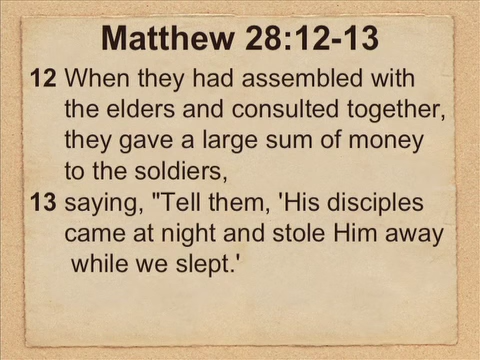 Matthew 28:12-13
12 When they had assembled with
the elders and consulted together,
they gave a large sum of money
to the soldiers,
13 saying, "Tell them, 'His disciples
came at night and stole Him away
while we slept.'